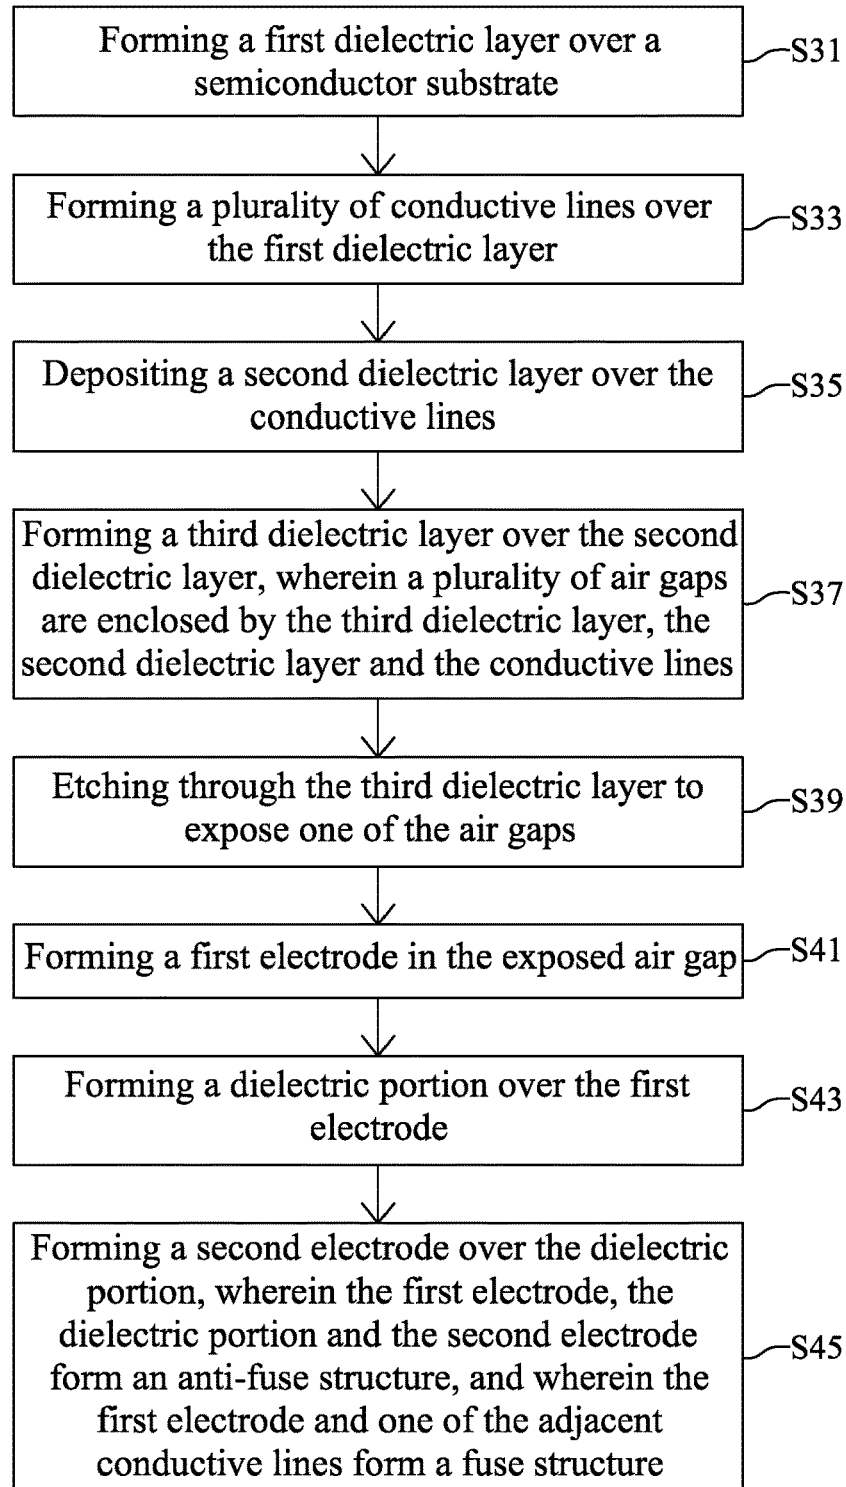 Forming a first dielectric layer over a
semiconductor substrate
S31
Forming a plurality of conductive lines over
the first dielectric layer
S33
Depositing a second dielectric layer over the
conductive lines
S35
Forming a third dielectric layer over the second
dielectric layer, wherein a plurality of air gaps
are enclosed by the third dielectric layer, the
second dielectric layer and the conductive lines
S37
Etching through the third dielectric layer to
expose one of the air gaps
S39
Forming a first electrode in the exposed air gap
S41
Forming a dielectric portion over the first
electrode
S43
Forming a second electrode over the dielectric
portion, wherein the first electrode, the
dielectric portion and the second electrode
form an anti-fuse structure, and wherein the
first electrode and one of the adjacent
conductive lines form a fuse structure
S45